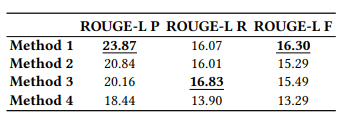 ROUGE-L P ROUGE-L R ROUGE-L F
Method 1 23.87 16.07 16.30
Method 2 20.84 16.01 15.29
Method 3 20.16 16.83 15.49
Method 4 18.44 13.90 13.29